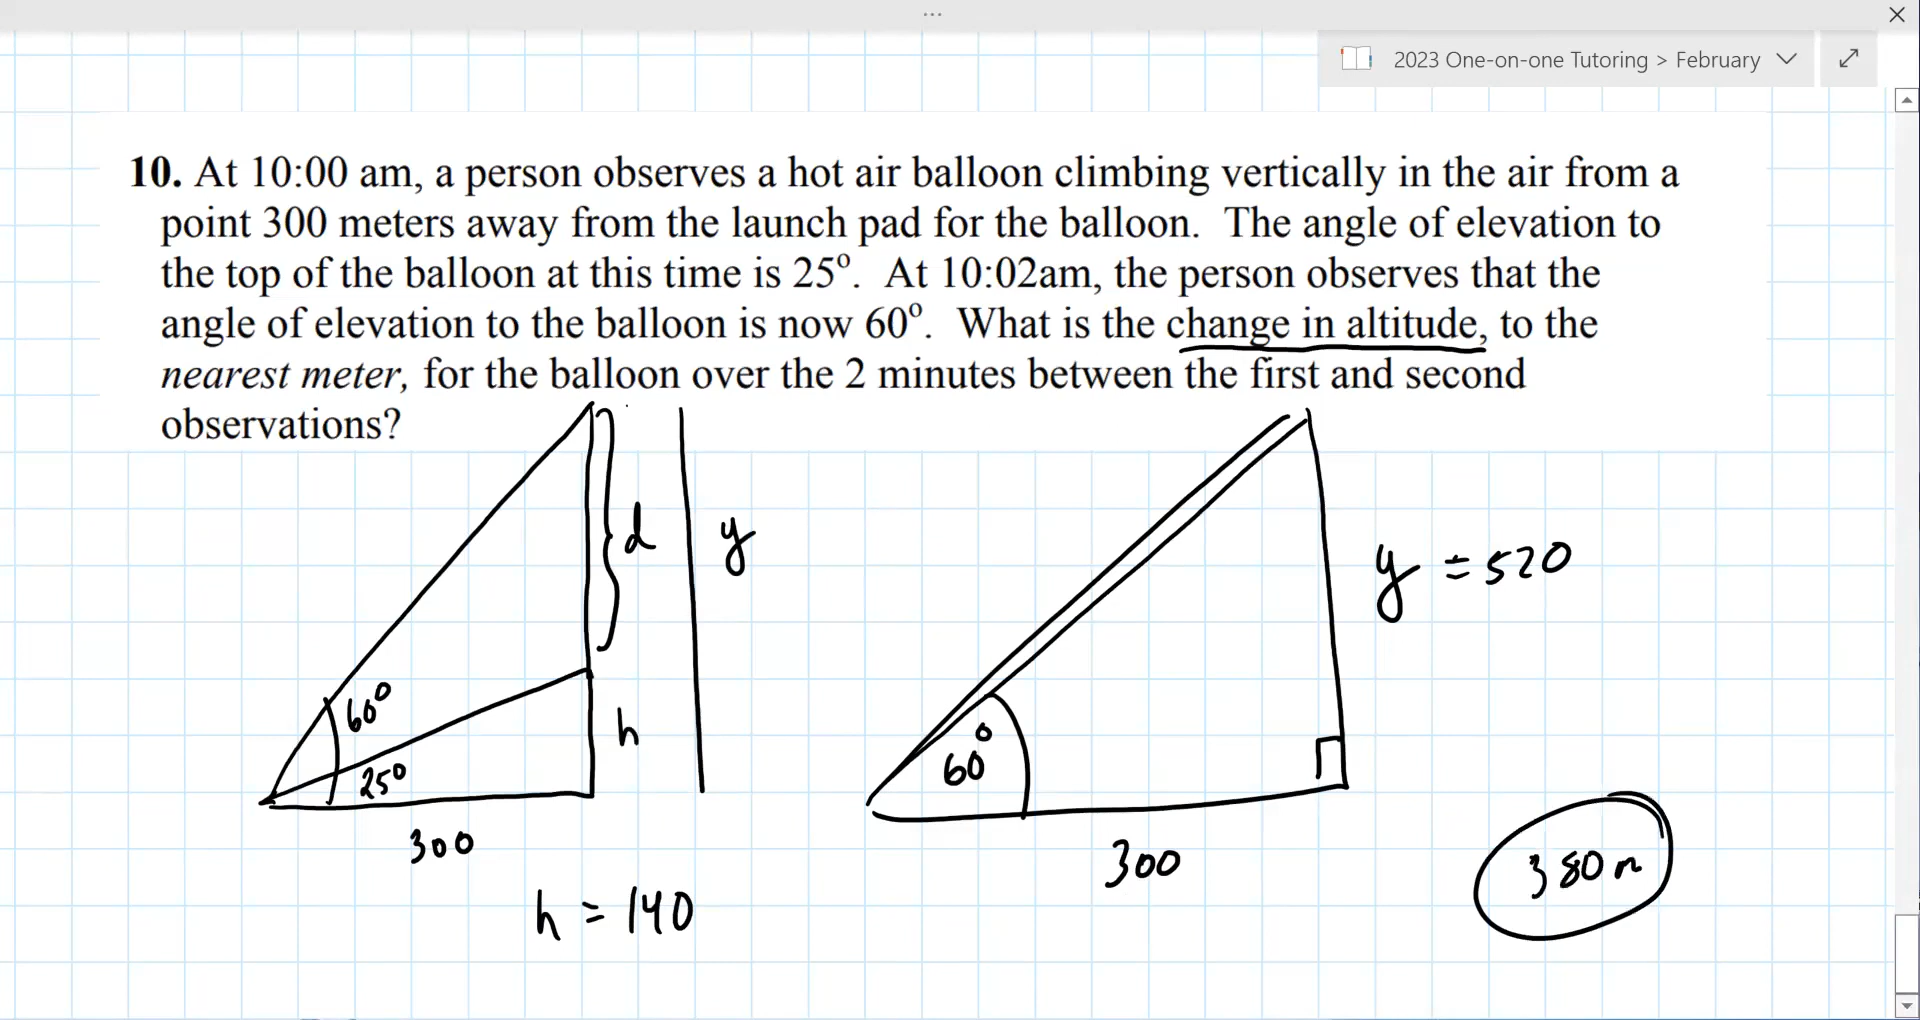 2023 One-on-one Tutoring > February
10. At 10:00 am, a person observes a hot air balloon climbing vertically in the air from a
point 300 meters away from the launch pad for the balloon. The angle of elevation to
the top of the balloon at this time is 25°. At 10:02am, the person observes that the
angle of elevation to the balloon is now 60°. What is the change in altitude, to the
nearest meter, for the balloon over the 2 minutes between the first and second
observations?
d
y
60°
25°
h
300
h = 140
60°
y = 520
300
380 m